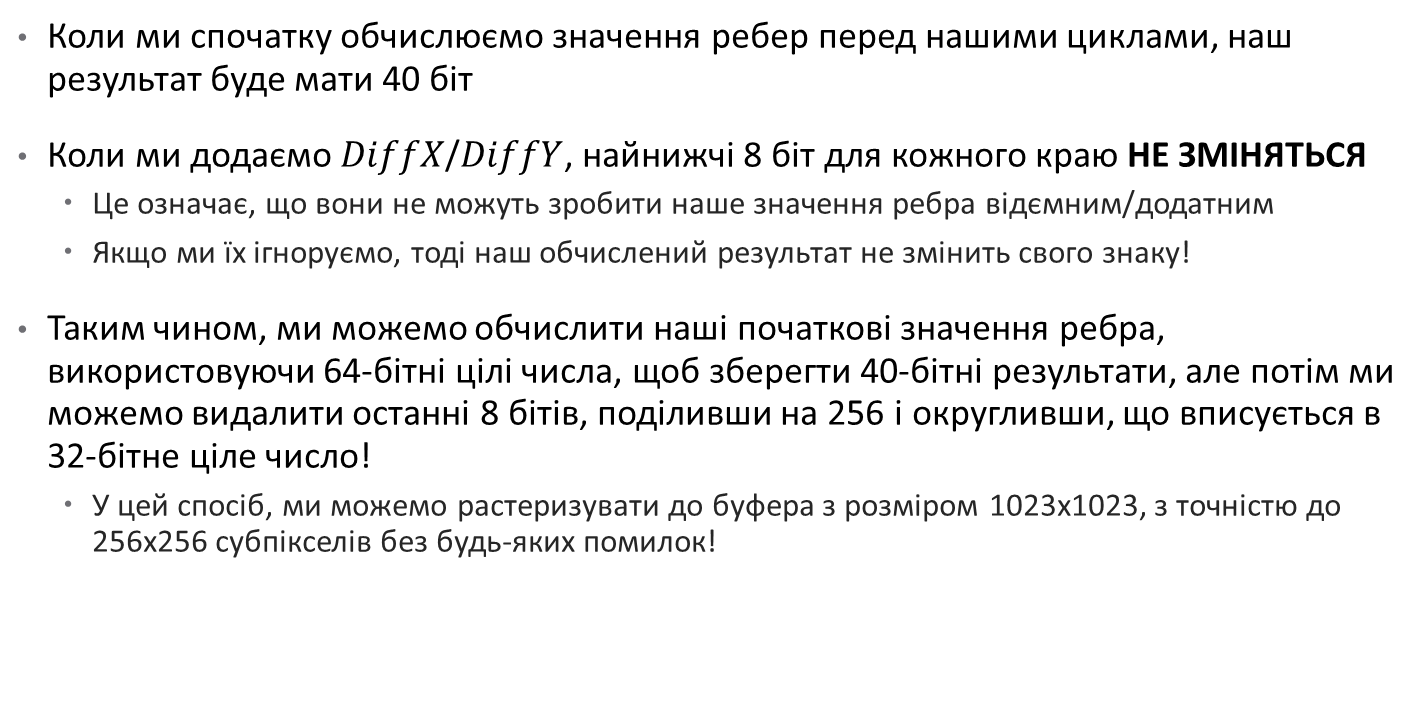 • Коли ми спочатку обчислюємо значення ребер перед нашими циклами, наш
результат буде мати 40 біт
• Коли ми додаємо DiffX/DiffY, найнижчі 8 біт для кожного краю НЕ ЗМІНЯТЬСЯ
• Це означає, що вони не можуть зробити наше значення ребра відємним/додатним
• Якщо ми їх ігноруємо, тоді наш обчислений результат не змінить свого знаку!
• Таким чином, ми можемо обчислити наші початкові значення ребра,
використовуючи 64-бітні цілі числа, щоб зберегти 40-бітні результати, але потім ми
можемо видалити останні 8 бітів, поділивши на 256 і округливши, що вписується в
32-бітне ціле число!
• У цей спосіб, ми можемо растеризувати до буфера з розміром 1023x1023, з точністю до
256x256 субпікселів без будь-яких помилок!